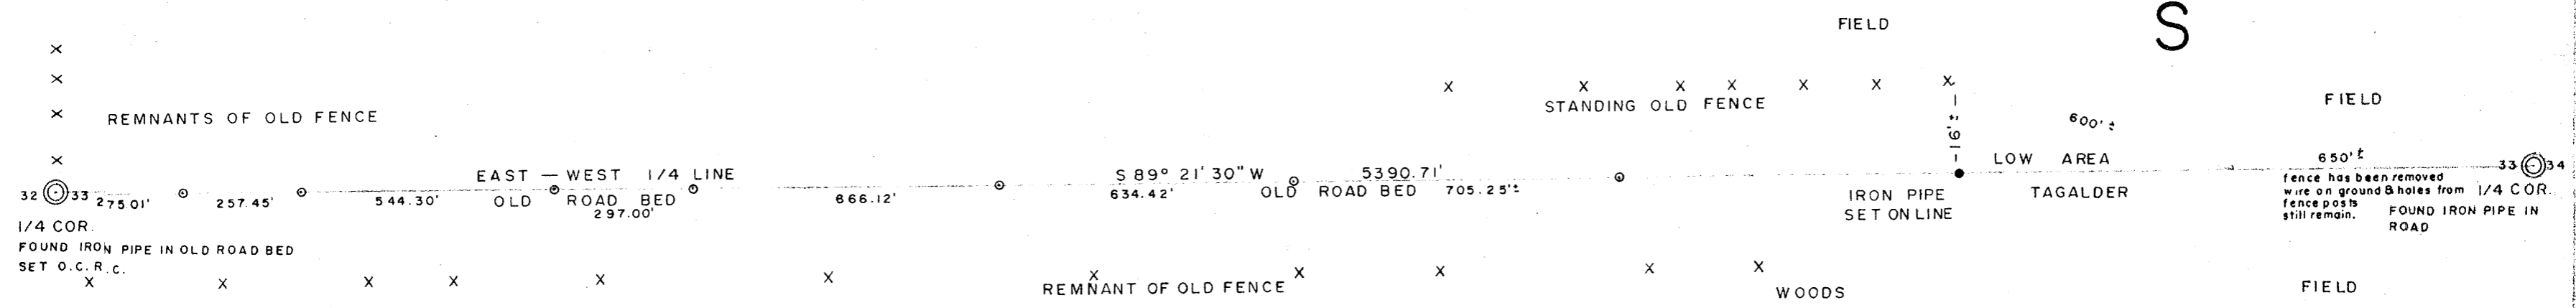 S
FIELD
STANDING OLD FENCE
FIELD
REMNANTS OF OLD FENCE
16'±
600'±
EAST — WEST 1/4 LINE
S 89° 21' 30" W 5390.71'
LOW AREA
650'±
32 33
275.01'
257.45'
544.30'
OLD ROAD BED
297.00'
666.12'
634.42'
OLD ROAD BED
705.25'±
IRON PIPE
SET ON LINE
TAGALDER
33 34
fence has been removed
wire on ground & holes from
fence posts
still remain.
1/4 COR.
FOUND IRON PIPE IN
ROAD
1/4 COR.
FOUND IRON PIPE IN OLD ROAD BED
SET O.C.R.C.
REMNANT OF OLD FENCE
WOODS
FIELD